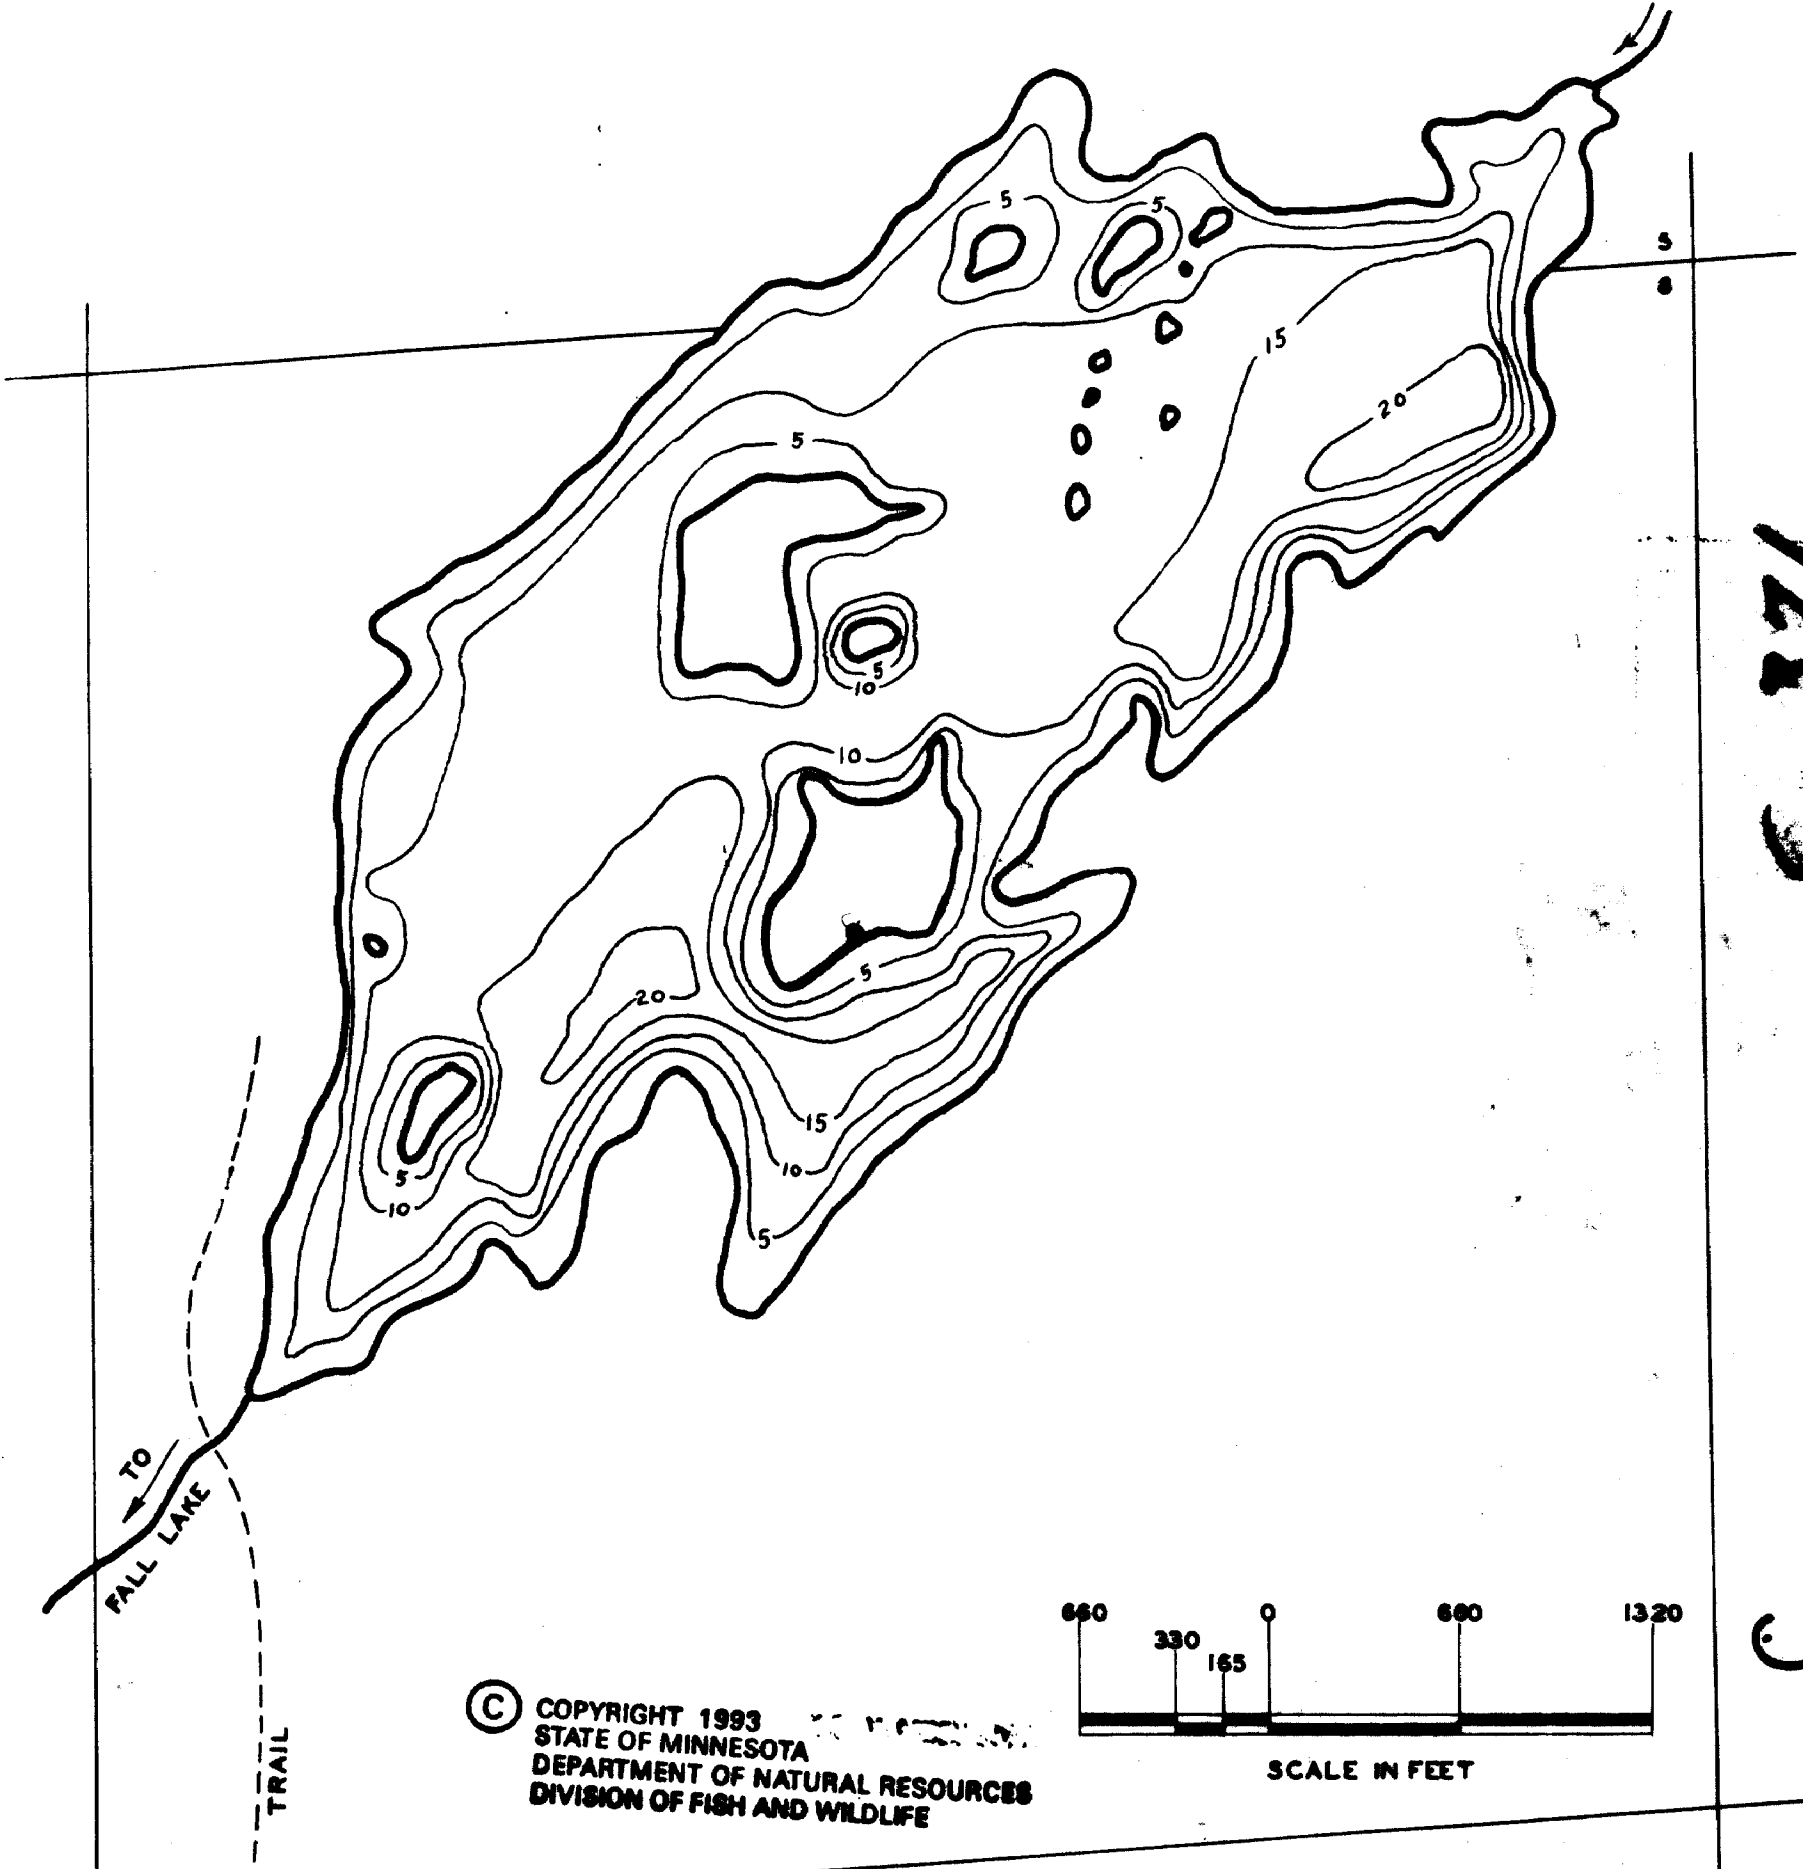 5
5
5
8
15
20
5
5
10
10
20
5
15
10
5
10
5
TO
FALL LAKE
TRAIL
660 0 660 1320
330
165
SCALE IN FEET
© COPYRIGHT 1993
STATE OF MINNESOTA
DEPARTMENT OF NATURAL RESOURCES
DIVISION OF FISH AND WILDLIFE